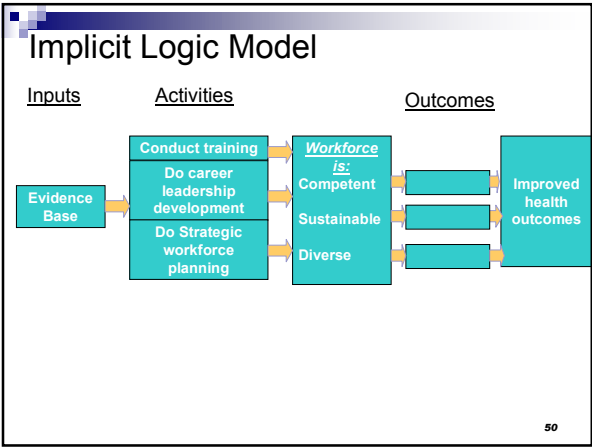 Implicit Logic Model
Inputs
Activities
Outcomes
Evidence
Base
Conduct training
Do career
leadership
development
Do Strategic
workforce
planning
Workforce
is:
Competent
Sustainable
Diverse
Improved
health
outcomes
50